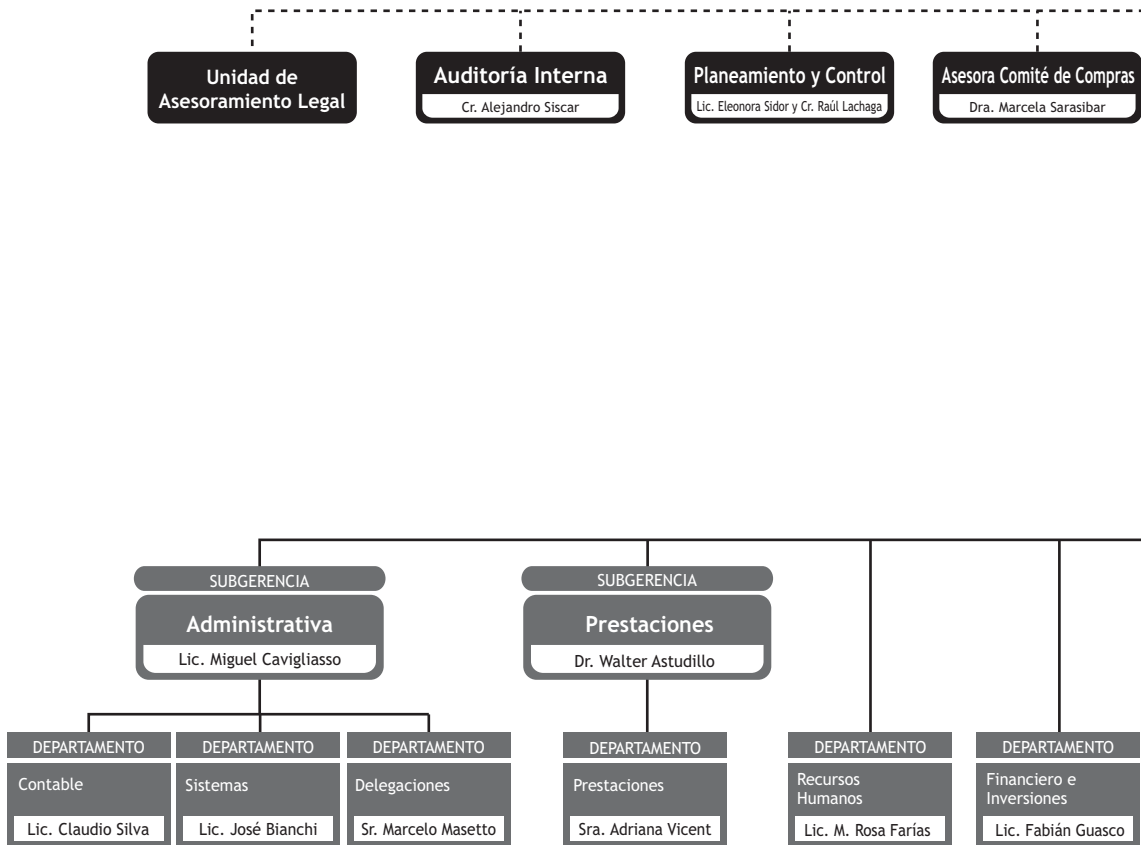 Unidad de
Asesoramiento Legal
Auditoría Interna
Cr. Alejandro Siscar
Planeamiento y Control
Lic. Eleonora Sidor y Cr. Raúl Lachaga
Asesora Comité de Compras
Dra. Marcela Sarasibar
SUBGERENCIA
Administrativa
Lic. Miguel Cavigliasso
SUBGERENCIA
Prestaciones
Dr. Walter Astudillo
DEPARTAMENTO
Contable
Lic. Claudio Silva
DEPARTAMENTO
Sistemas
Lic. José Bianchi
DEPARTAMENTO
Delegaciones
Sr. Marcelo Masetto
DEPARTAMENTO
Prestaciones
Sra. Adriana Vicent
DEPARTAMENTO
Recursos
Humanos
Lic. M. Rosa Farías
DEPARTAMENTO
Financiero e
Inversiones
Lic. Fabián Guasco